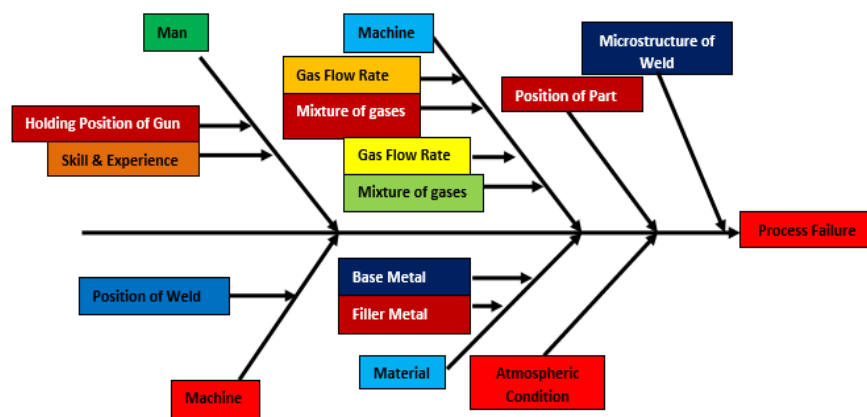 Man
Machine
Microstructure of
Weld
Gas Flow Rate
Position of Part
Mixture of gases
Holding Position of Gun
Skill & Experience
Gas Flow Rate
Mixture of gases
Process Failure
Base Metal
Position of Weld
Filler Metal
Material
Atmospheric
Condition
Machine